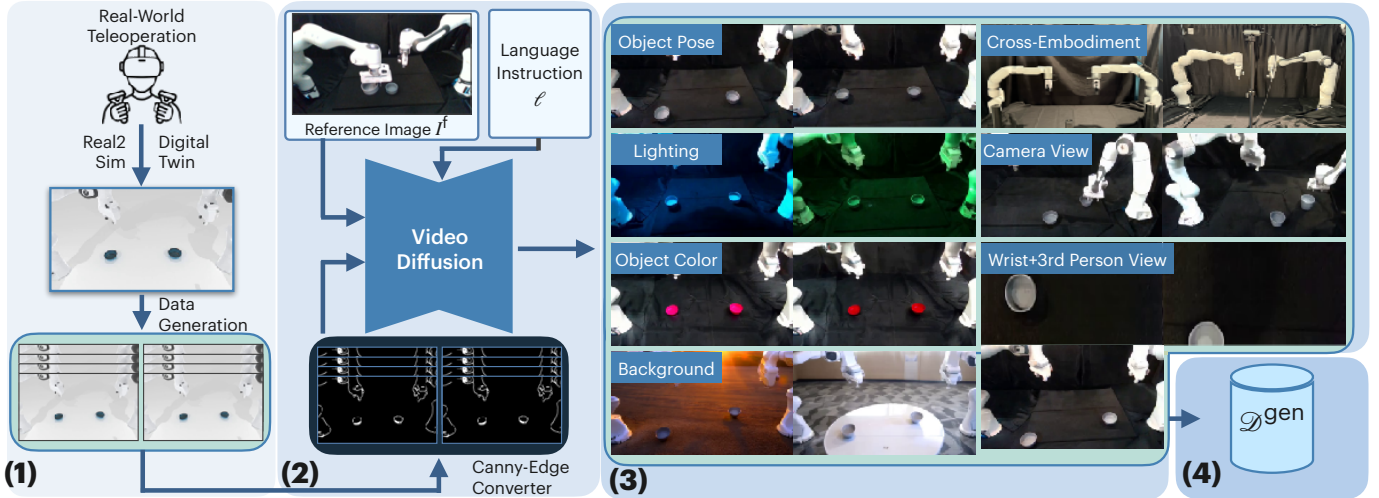 Real-World
Teleoperation
Real2
Sim
Digital
Twin
Data
Generation
(1)
Reference Image I^f
Language
Instruction
ℓ
Video
Diffusion
Canny-Edge
Converter
(2)
Object Pose
Cross-Embodiment
Lighting
Camera View
Object Color
Wrist+3rd Person View
Background
(3)
𝒟^gen
(4)